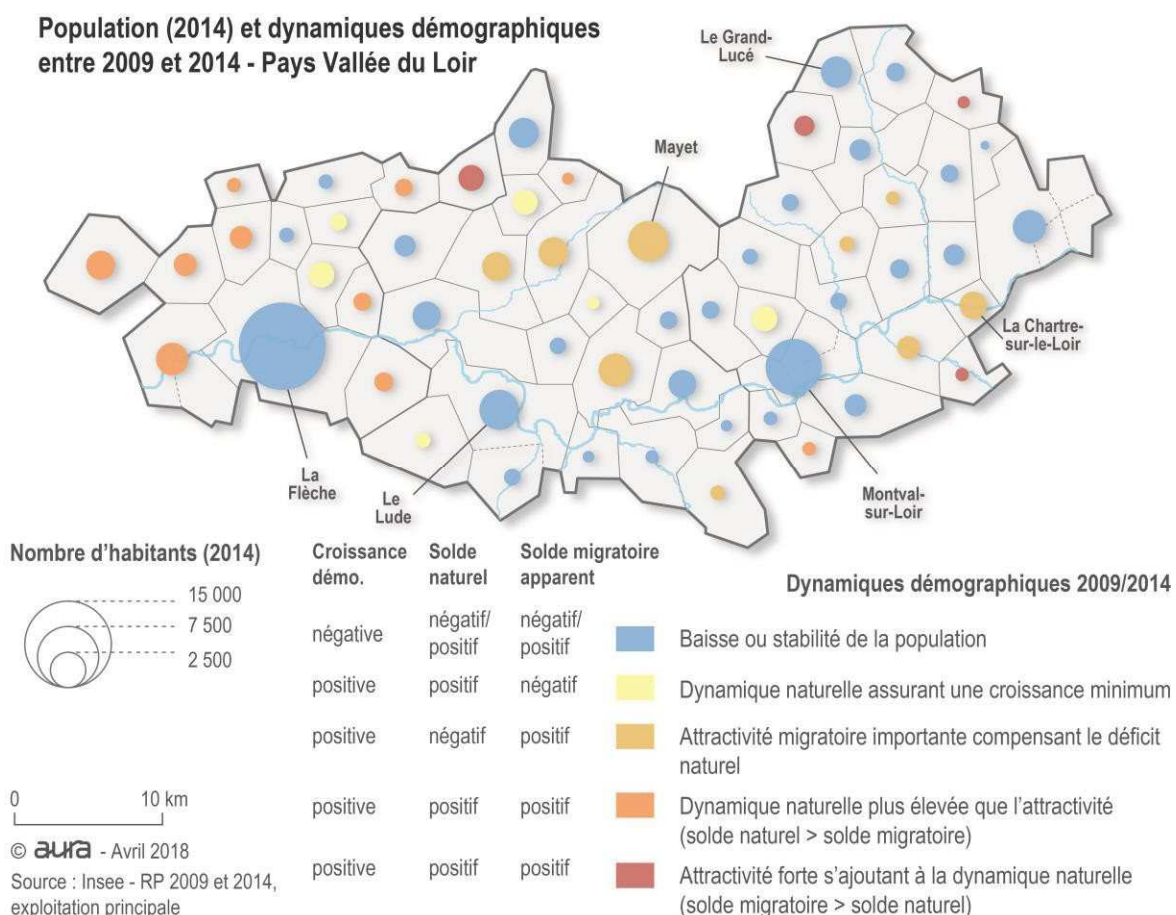 Population (2014) et dynamiques démographiques
entre 2009 et 2014 - Pays Vallée du Loir
Le Grand-
Lucé
Mayet
La Chartre-
sur-le-Loir
La
Flèche
Le
Lude
Montval-
sur-Loir
Nombre d'habitants (2014)
15 000
7 500
2 500
0 10 km
© aura - Avril 2018
Source : Insee - RP 2009 et 2014,
exploitation principale
Croissance Solde Solde migratoire
démo. naturel apparent
Dynamiques démographiques 2009/2014
négative négatif/ négatif/
positif positif
Baisse ou stabilité de la population
positive positif négatif Dynamique naturelle assurant une croissance minimum
positive négatif positif Attractivité migratoire importante compensant le déficit
naturel
positive positif positif Dynamique naturelle plus élevée que l'attractivité
(solde naturel > solde migratoire)
positive positif positif Attractivité forte s'ajoutant à la dynamique naturelle
(solde migratoire > solde naturel)